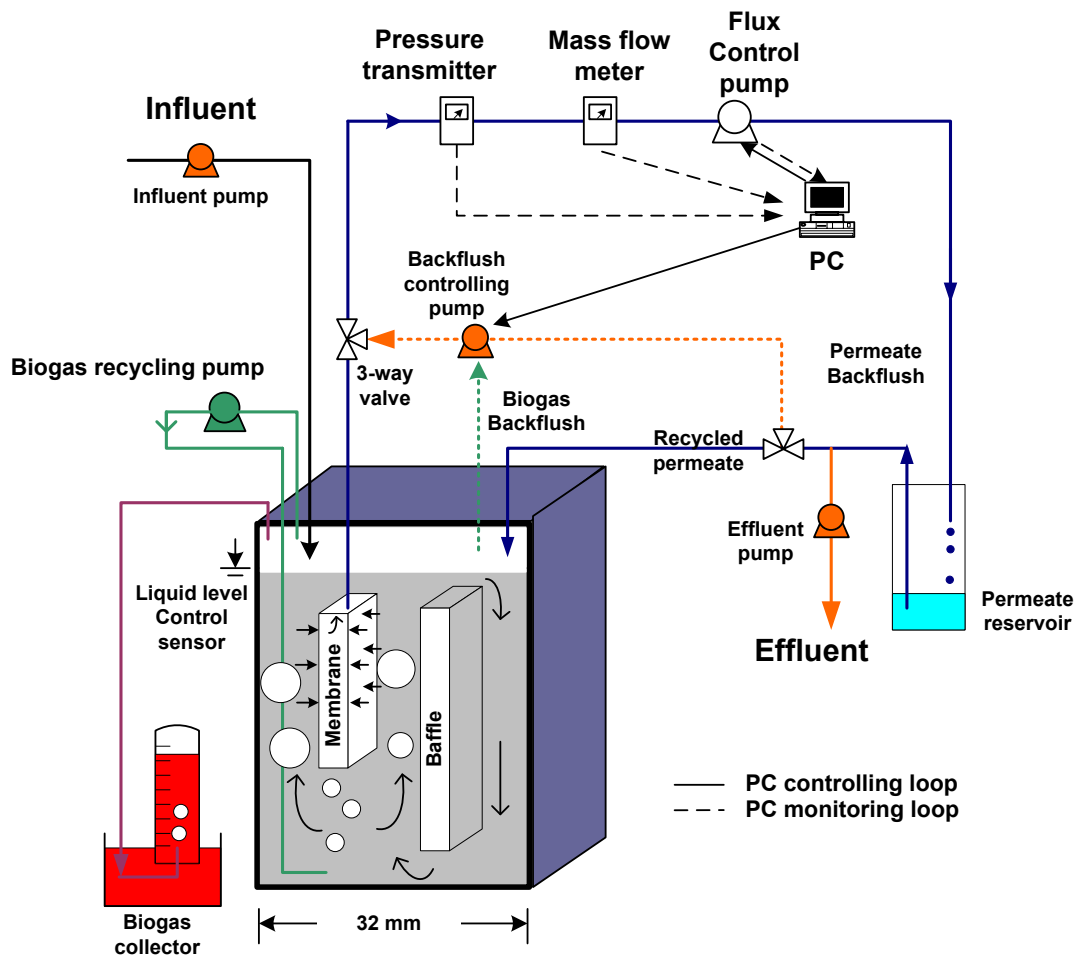 Pressure
transmitter
Mass flow
meter
Flux
Control
pump
Influent
Influent pump
PC
Backflush
controlling
pump
3-way
valve
Biogas recycling pump
Biogas
Backflush
Permeate
Backflush
Recycled
permeate
Effluent
pump
Effluent
Permeate
reservoir
Liquid level
Control
sensor
Membrane
Baffle
PC controlling loop
PC monitoring loop
32 mm
Biogas
collector